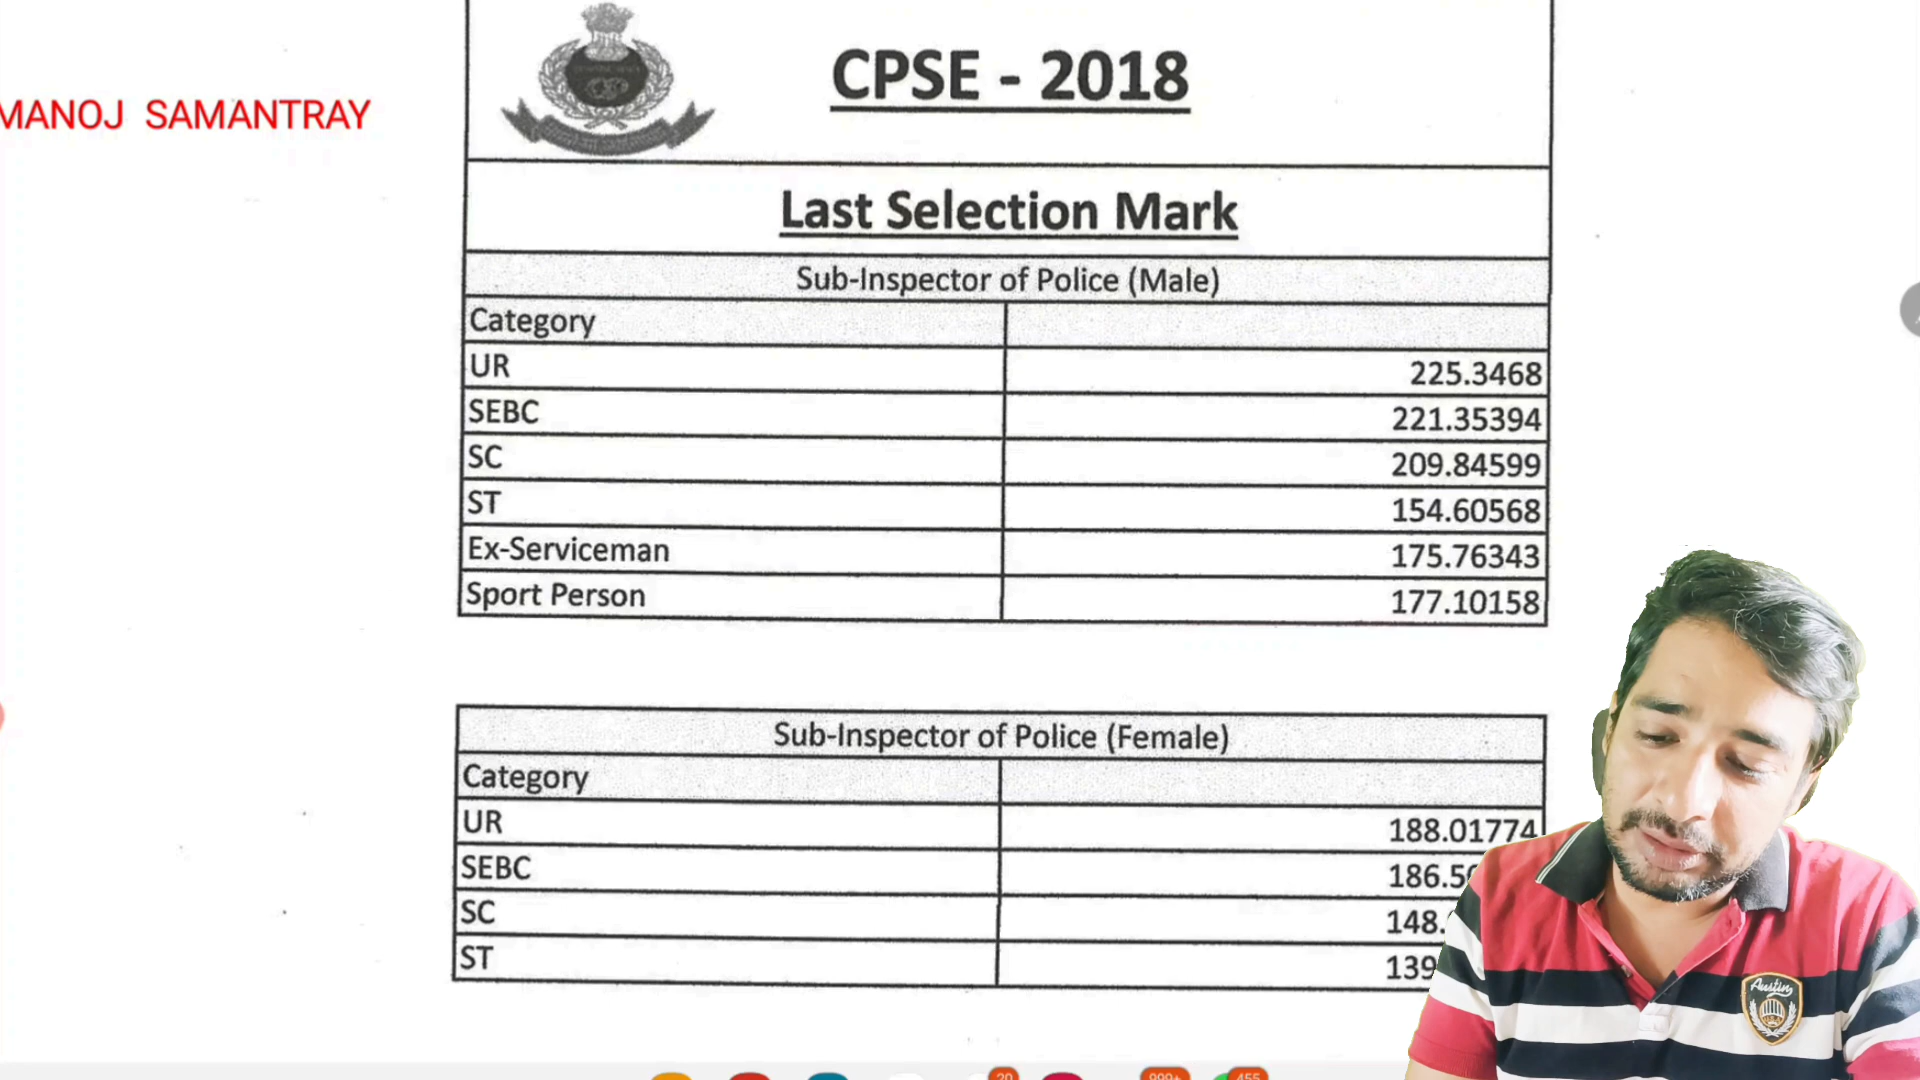 MANOJ SAMANTRAY
CPSE - 2018
Last Selection Mark
Sub-Inspector of Police (Male)
Category
UR 225.3468
SEBC 221.35394
SC 209.84599
ST 154.60568
Ex-Serviceman 175.76343
Sport Person 177.10158
Sub-Inspector of Police (Female)
Category
UR 188.01774
SEBC
SC
ST
Austin